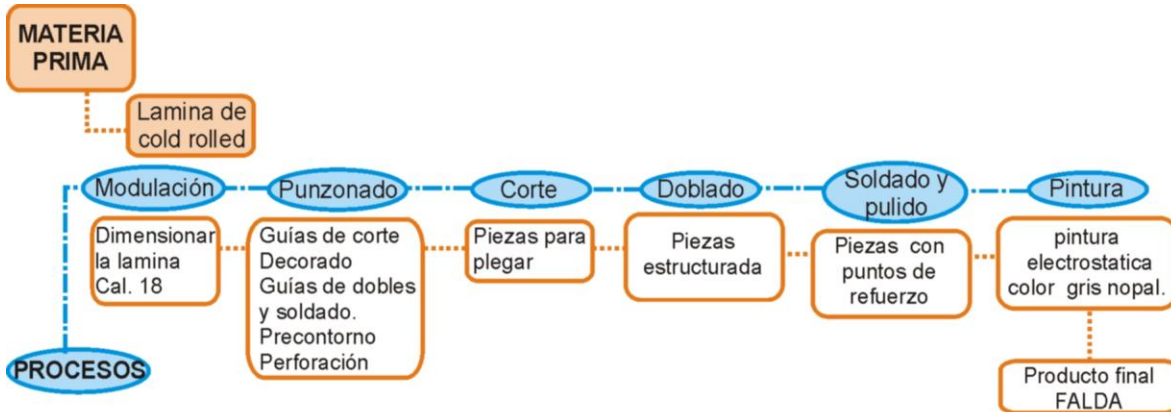 MATERIA
PRIMA
Lamina de
cold rolled
Modulación
Punzonado
Corte
Doblado
Soldado y
pulido
Pintura
Dimensionar
la lamina
Cal. 18
Guías de corte
Decorado
Guías de dobles
y soldado.
Precontorno
Perforación
Piezas para
plegar
Piezas
estructurada
Piezas con
puntos de
refuerzo
pintura
electrostatica
color gris nopal.
PROCESOS
Producto final
FALDA